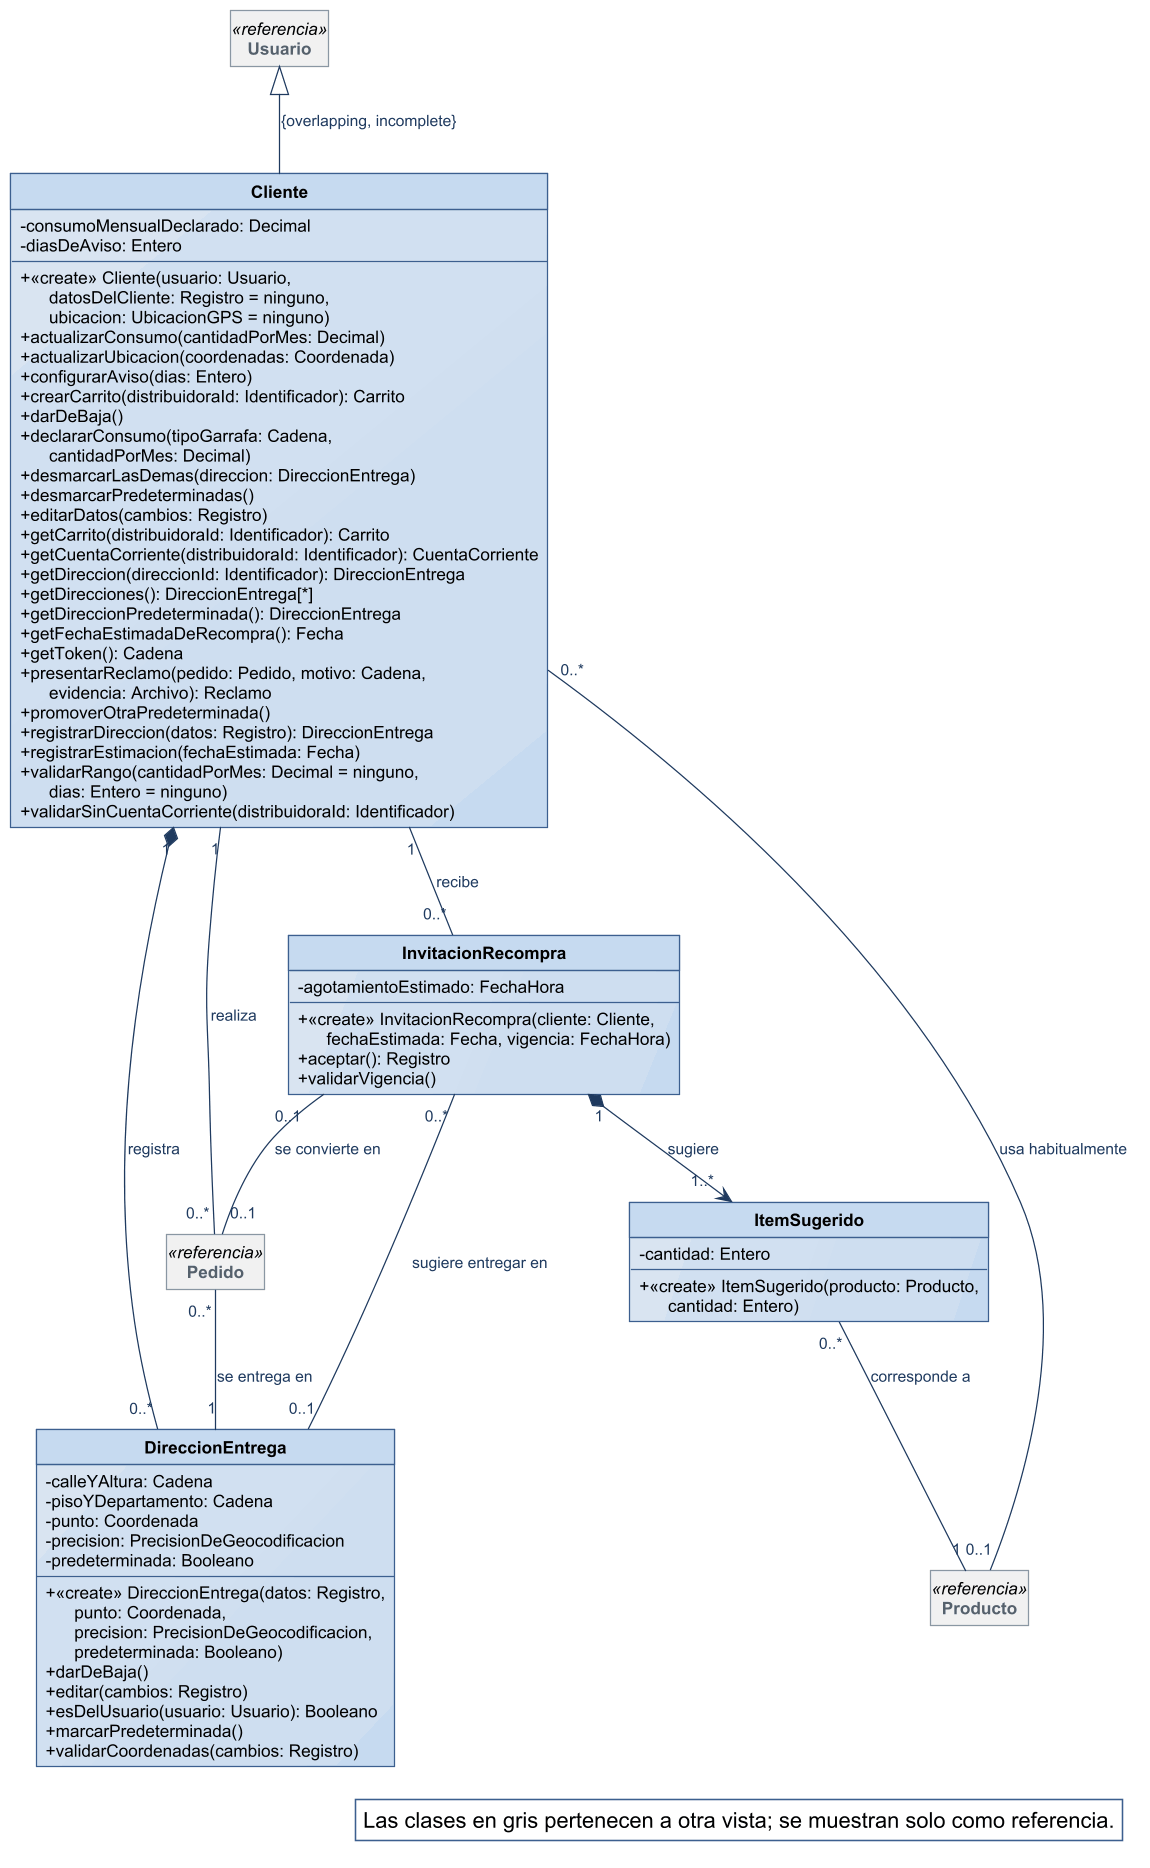 «referencia»
Usuario
{overlapping, incomplete}
Cliente
-consumoMensualDeclarado: Decimal
-diasDeAviso: Entero
+«create» Cliente(usuario: Usuario,
datosDelCliente: Registro = ninguno,
ubicacion: UbicacionGPS = ninguno)
+actualizarConsumo(cantidadPorMes: Decimal)
+actualizarUbicacion(coordenadas: Coordenada)
+configurarAviso(dias: Entero)
+crearCarrito(distribuidoraId: Identificador): Carrito
+darDeBaja()
+declararConsumo(tipoGarrafa: Cadena,
cantidadPorMes: Decimal)
+desmarcarLasDemas(direccion: DireccionEntrega)
+desmarcarPredeterminadas()
+editarDatos(cambios: Registro)
+getCarrito(distribuidoraId: Identificador): Carrito
+getCuentaCorriente(distribuidoraId: Identificador): CuentaCorriente
+getDireccion(direccionId: Identificador): DireccionEntrega
+getDirecciones(): DireccionEntrega[*]
+getDireccionPredeterminada(): DireccionEntrega
+getFechaEstimadaDeRecompra(): Fecha
+getToken(): Cadena
+presentarReclamo(pedido: Pedido, motivo: Cadena,
evidencia: Archivo): Reclamo
+promoverOtraPredeterminada()
+registrarDireccion(datos: Registro): DireccionEntrega
+registrarEstimacion(fechaEstimada: Fecha)
+validarRango(cantidadPorMes: Decimal = ninguno,
dias: Entero = ninguno)
+validarSinCuentaCorriente(distribuidoraId: Identificador)
0..*
1
1
1
recibe
0..*
InvitacionRecompra
-agotamientoEstimado: FechaHora
+«create» InvitacionRecompra(cliente: Cliente,
fechaEstimada: Fecha, vigencia: FechaHora)
+aceptar(): Registro
+validarVigencia()
realiza
0..1
0..*
1
registra
se convierte en
sugiere
usa habitualmente
1..*
0..*
0..1
ItemSugerido
-cantidad: Entero
+«create» ItemSugerido(producto: Producto,
cantidad: Entero)
«referencia»
Pedido
sugiere entregar en
0..*
0..*
se entrega en
corresponde a
0..*
1
0..1
DireccionEntrega
-calleYAltura: Cadena
-pisoYDepartamento: Cadena
-punto: Coordenada
-precision: PrecisionDeGeocodificacion
-predeterminada: Booleano
+«create» DireccionEntrega(datos: Registro,
punto: Coordenada,
precision: PrecisionDeGeocodificacion,
predeterminada: Booleano)
+darDeBaja()
+editar(cambios: Registro)
+esDelUsuario(usuario: Usuario): Booleano
+marcarPredeterminada()
+validarCoordenadas(cambios: Registro)
1
0..1
«referencia»
Producto
Las clases en gris pertenecen a otra vista; se muestran solo como referencia.